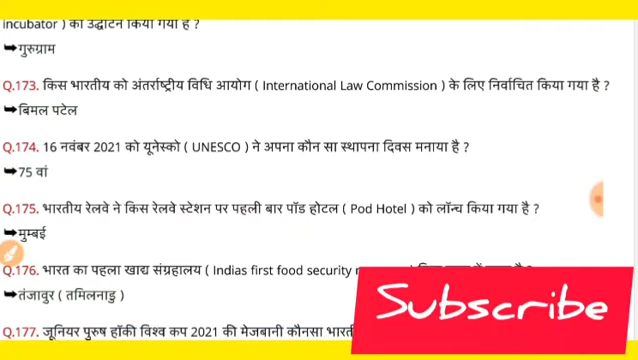 incubator ) का उद्घाटन किया गया है ?
➥गुरुग्राम
Q.173. किस भारतीय को अंतर्राष्ट्रीय विधि आयोग ( International Law Commission ) के लिए निर्वाचित किया गया है ?
➥बिमल पटेल
Q.174. 16 नवंबर 2021 को यूनेस्को ( UNESCO ) ने अपना कौन सा स्थापना दिवस मनाया है ?
➥75 वां
Q.175. भारतीय रेलवे ने किस रेलवे स्टेशन पर पहली बार पॉड होटल ( Pod Hotel ) को लॉन्च किया गया है ?
➥मुम्बई
Q.176. भारत का पहला खाद्य संग्रहालय ( Indias first food security
➥तंजावुर ( तमिलनाडु )
Subscribe
Q.177. जूनियर पुरुष हॉकी विश्व कप 2021 की मेजबानी कौनसा